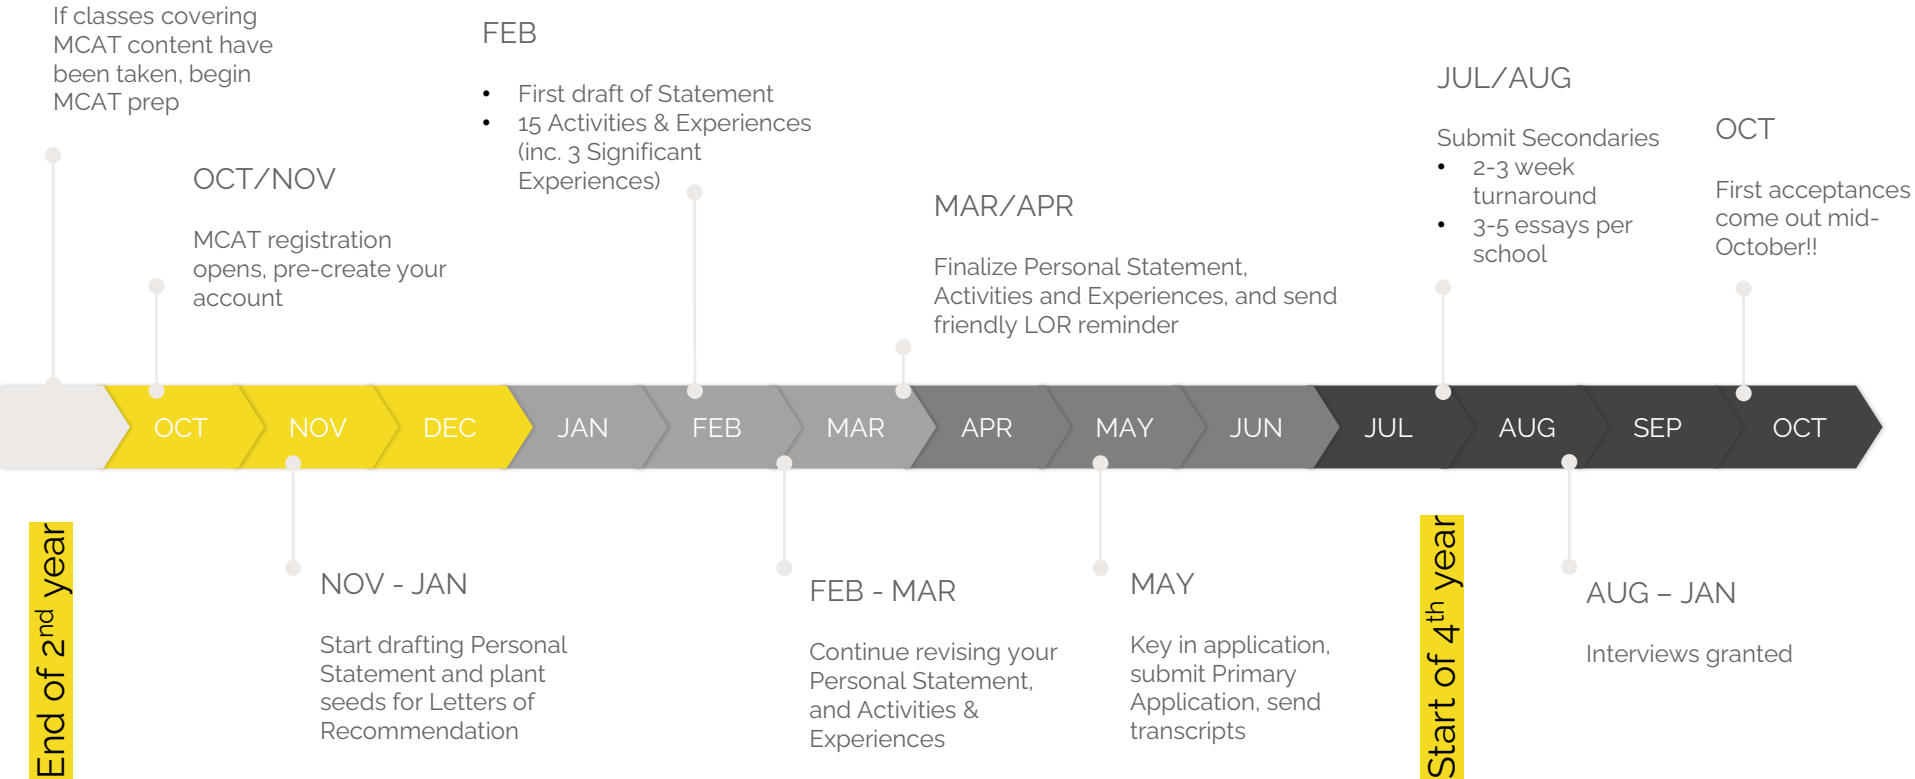 If classes covering
MCAT content have
been taken, begin
MCAT prep
OCT/NOV
MCAT registration
opens, pre-create your
account
FEB
• First draft of Statement
• 15 Activities & Experiences
(inc. 3 Significant
Experiences)
MAR/APR
Finalize Personal Statement,
Activities and Experiences, and send
friendly LOR reminder
JUL/AUG
Submit Secondaries
• 2-3 week
turnaround
• 3-5 essays per
school
OCT
First acceptances
come out mid-
October!!
OCT NOV DEC JAN FEB MAR APR MAY JUN JUL AUG SEP OCT
End of 2nd year
NOV - JAN
Start drafting Personal
Statement and plant
seeds for Letters of
Recommendation
FEB - MAR
Continue revising your
Personal Statement,
and Activities &
Experiences
MAY
Key in application,
submit Primary
Application, send
transcripts
Start of 4th year
AUG – JAN
Interviews granted